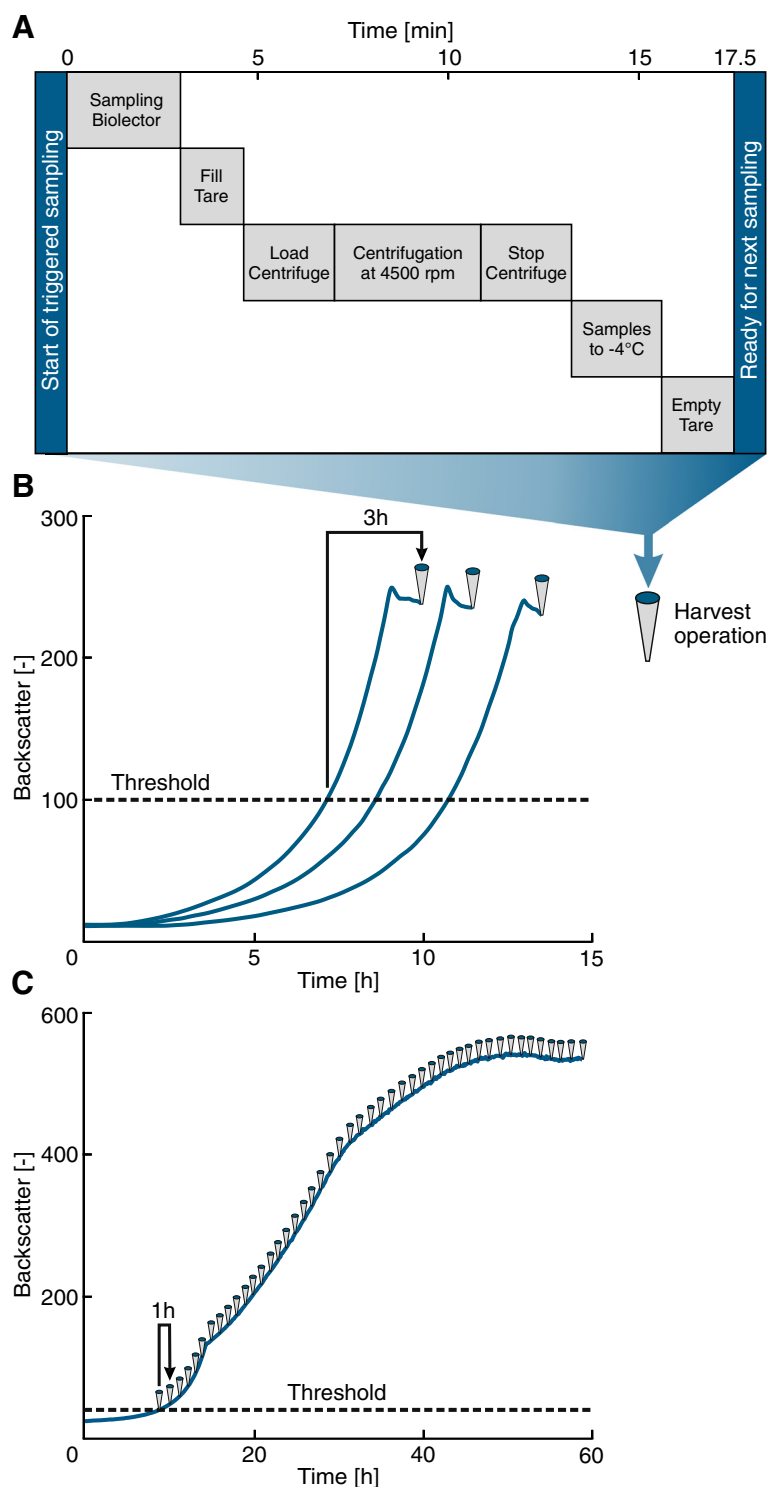 A
Time [min]
0 5 10 15 17.5
Start of triggered sampling
Sampling
Biolector
Fill
Tare
Load
Centrifuge
Centrifugation
at 4500 rpm
Stop
Centrifuge
Samples
to -4°C
Empty
Tare
Ready for next sampling
B
300
200
100
0
Backscatter [-]
3h
Threshold
5 10 15
Time [h]
Harvest
operation
C
600
400
200
0
Backscatter [-]
1h
Threshold
20 40 60
Time [h]